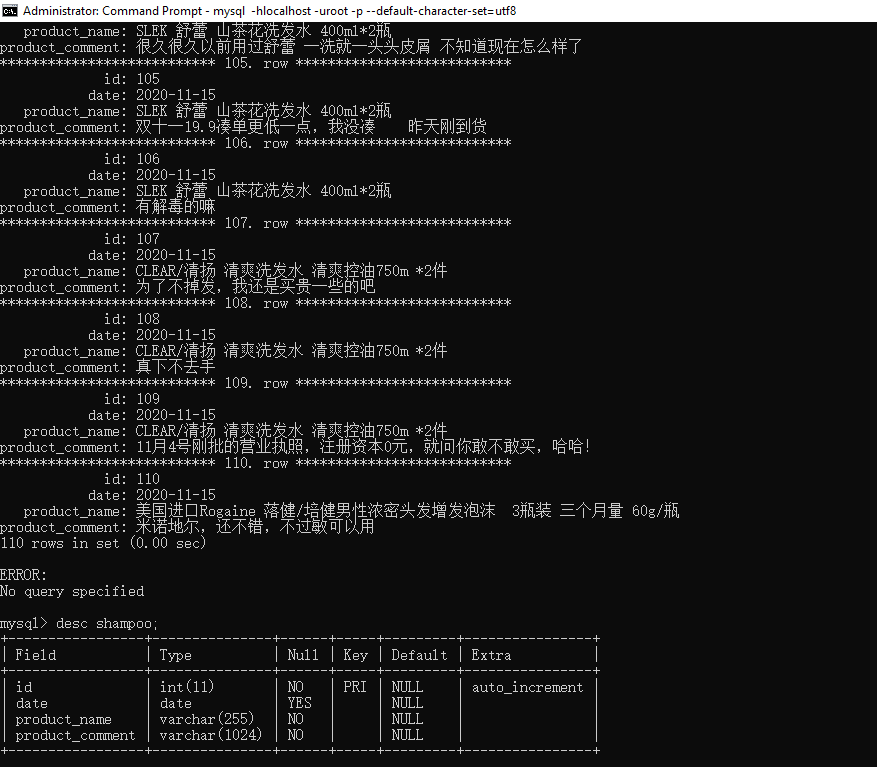 Administrator: Command Prompt - mysql -hlocalhost -uroot -p --default-character-set=utf8
product_name: SLEK 舒蕾 山茶花洗发水 400ml*2瓶
product_comment: 很久很久以前用过舒蕾 一洗就一头头皮屑 不知道现在怎么样了
*************************** 105. row ***************************
id: 105
date: 2020-11-15
product_name: SLEK 舒蕾 山茶花洗发水 400ml*2瓶
product_comment: 双十一19.9凑单更低一点，我没凑 昨天刚到货
*************************** 106. row ***************************
id: 106
date: 2020-11-15
product_name: SLEK 舒蕾 山茶花洗发水 400ml*2瓶
product_comment: 有解毒的嘛
*************************** 107. row ***************************
id: 107
date: 2020-11-15
product_name: CLEAR/清扬 清爽洗发水 清爽控油750m *2件
product_comment: 为了不掉发，我还是买贵一些的吧
*************************** 108. row ***************************
id: 108
date: 2020-11-15
product_name: CLEAR/清扬 清爽洗发水 清爽控油750m *2件
product_comment: 真下不去手
*************************** 109. row ***************************
id: 109
date: 2020-11-15
product_name: CLEAR/清扬 清爽洗发水 清爽控油750m *2件
product_comment: 11月4号刚批的营业执照，注册资本0元，就问你敢不敢买，哈哈！
*************************** 110. row ***************************
id: 110
date: 2020-11-15
product_name: 美国进口Rogaine 落健/培健男性浓密头发增发泡沫 3瓶装 三个月量 60g/瓶
product_comment: 米诺地尔，还不错，不过敏可以用
110 rows in set (0.00 sec)
ERROR:
No query specified
mysql> desc shampoo;
+-----------------+---------------+------+-----+---------+----------------+
| Field | Type | Null | Key | Default | Extra |
+-----------------+---------------+------+-----+---------+----------------+
| id | int(11) | NO | PRI | NULL | auto_increment |
| date | date | YES | | NULL | |
| product_name | varchar(255) | NO | | NULL | |
| product_comment | varchar(1024) | NO | | NULL | |
+-----------------+---------------+------+-----+---------+----------------+